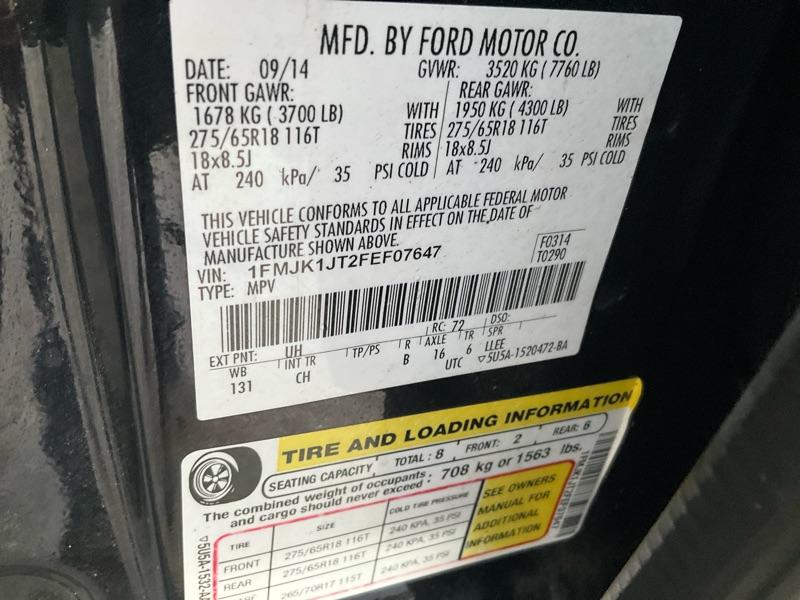 MFD. BY FORD MOTOR CO.
DATE: 09/14 GVWR: 3520 KG ( 7760 LB)
FRONT GAWR: REAR GAWR:
1678 KG ( 3700 LB) WITH 1950 KG ( 4300 LB) WITH
275/65R18 116T TIRES 275/65R18 116T TIRES
18x8.5J RIMS 18x8.5J RIMS
AT 240 kPa/ 35 PSI COLD AT 240 kPa/ 35 PSI COLD
THIS VEHICLE CONFORMS TO ALL APPLICABLE FEDERAL MOTOR
VEHICLE SAFETY STANDARDS IN EFFECT ON THE DATE OF
MANUFACTURE SHOWN ABOVE.
F0314
VIN: 1FMJK1JT2FEF07647 T0290
TYPE: MPV
RC: 72 DSO:
EXT PNT: UH
WB INT TR TP/PS R AXLE TR SPR
131 CH B 16 6 LLEE
UTC ▽5U5A-1520472-BA
TIRE AND LOADING INFORMATION
SEATING CAPACITY TOTAL : 8 FRONT: 2 REAR: 6
The combined weight of occupants and cargo should never exceed : 708 kg or 1563 lbs.
TIRE SIZE COLD TIRE PRESSURE
FRONT 275/65R18 116T 240 KPA, 35 PSI
REAR 275/65R18 116T 240 KPA, 35 PSI
265/70R17 115T 240 KPA, 35 PSI
SEE OWNERS
MANUAL FOR
ADDITIONAL
INFORMATION